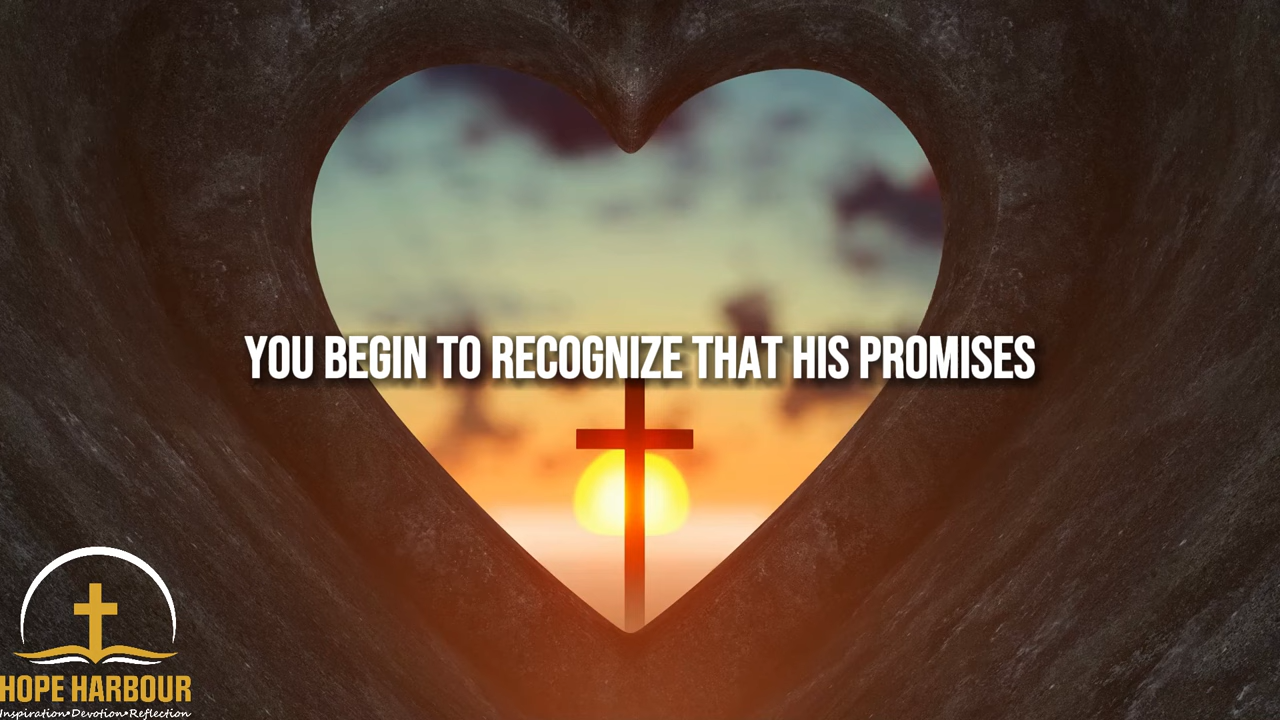 YOU BEGIN TO RECOGNIZE THAT HIS PROMISES
HOPE HARBOUR
Inspiration•Devotion•Reflection